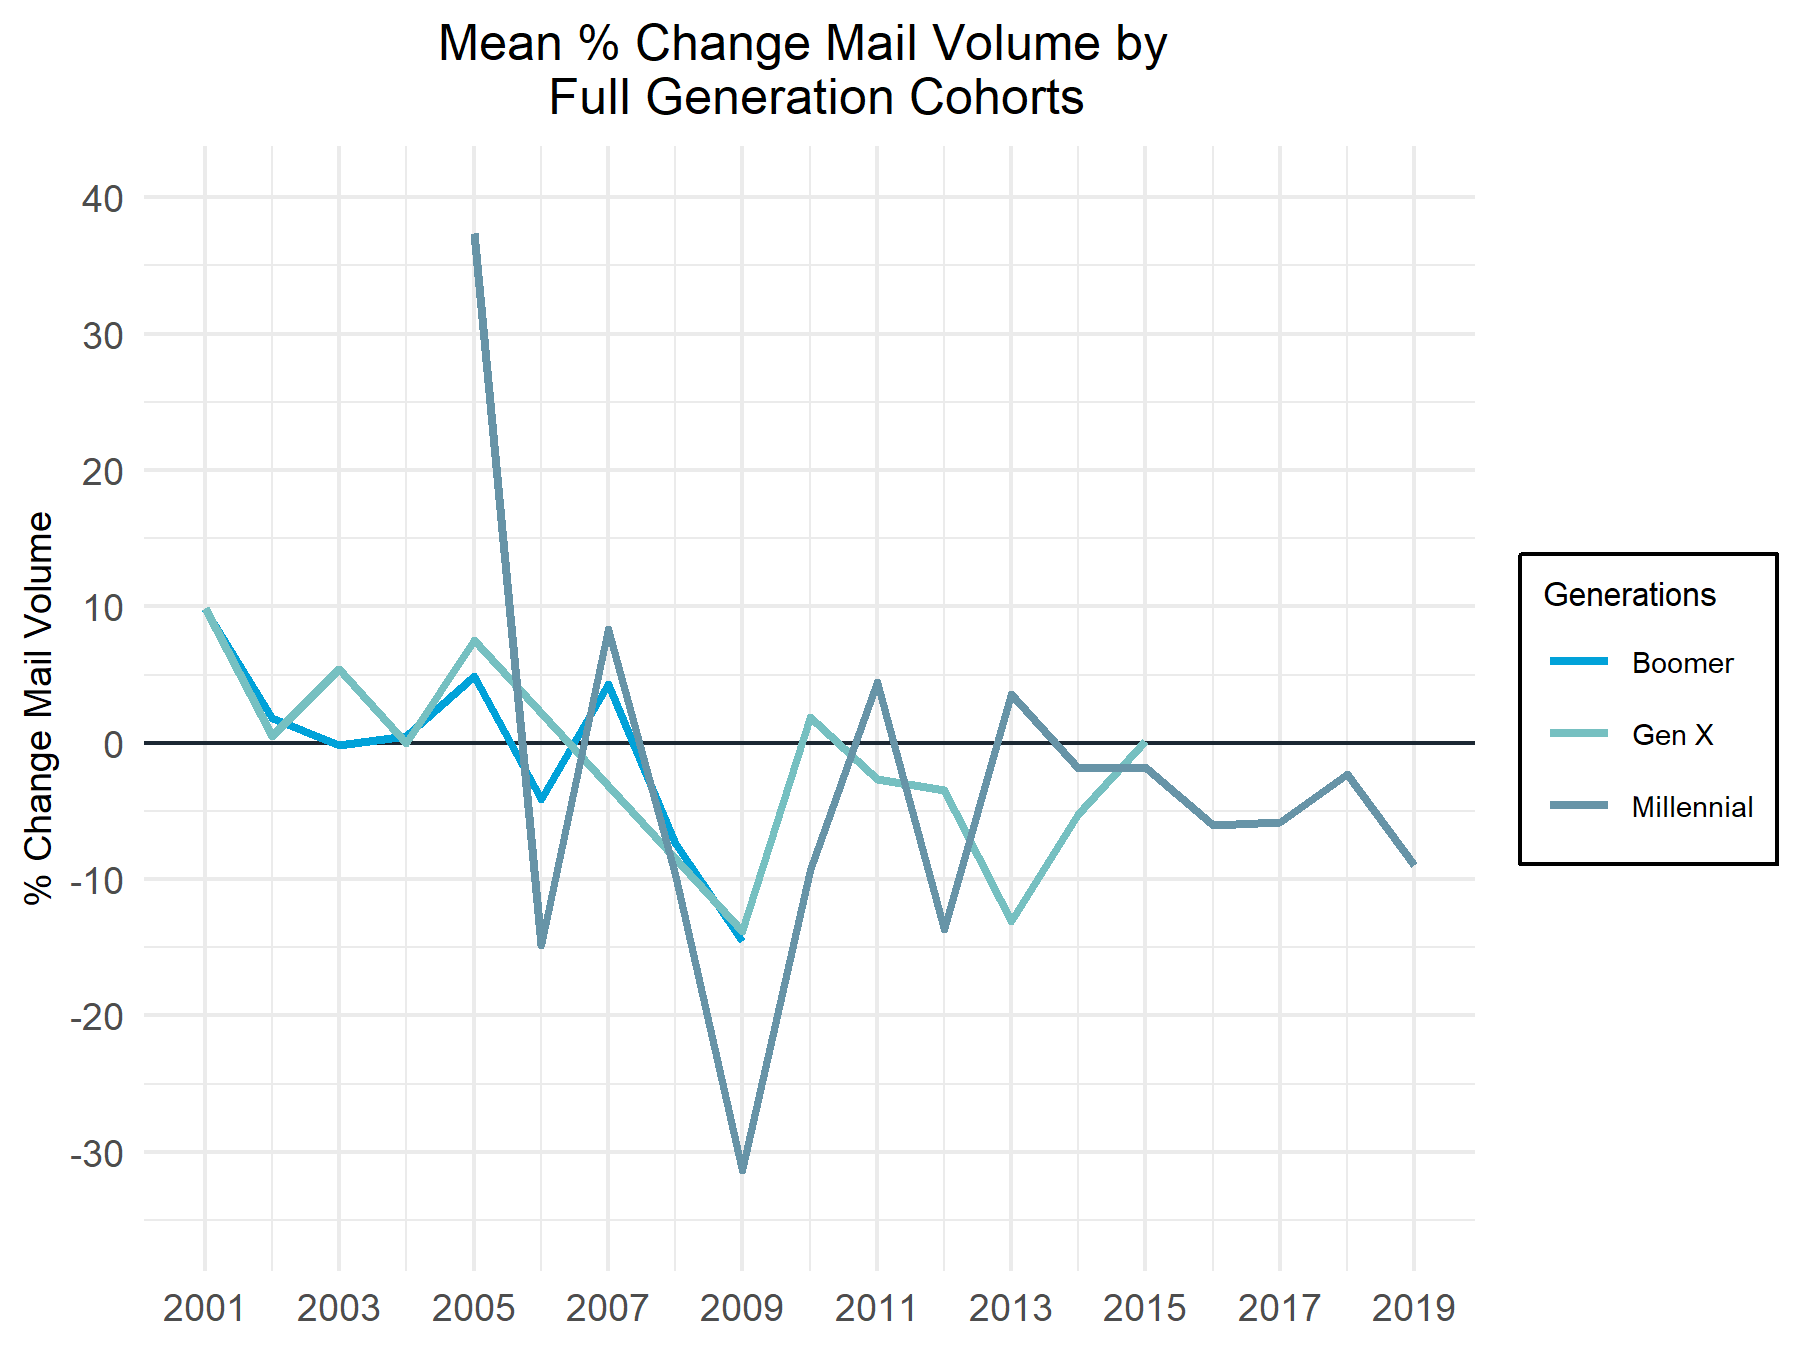 Mean % Change Mail Volume by
Full Generation Cohorts
% Change Mail Volume
40
30
20
10
0
-10
-20
-30
2001 2003 2005 2007 2009 2011 2013 2015 2017 2019
Generations
Boomer
Gen X
Millennial